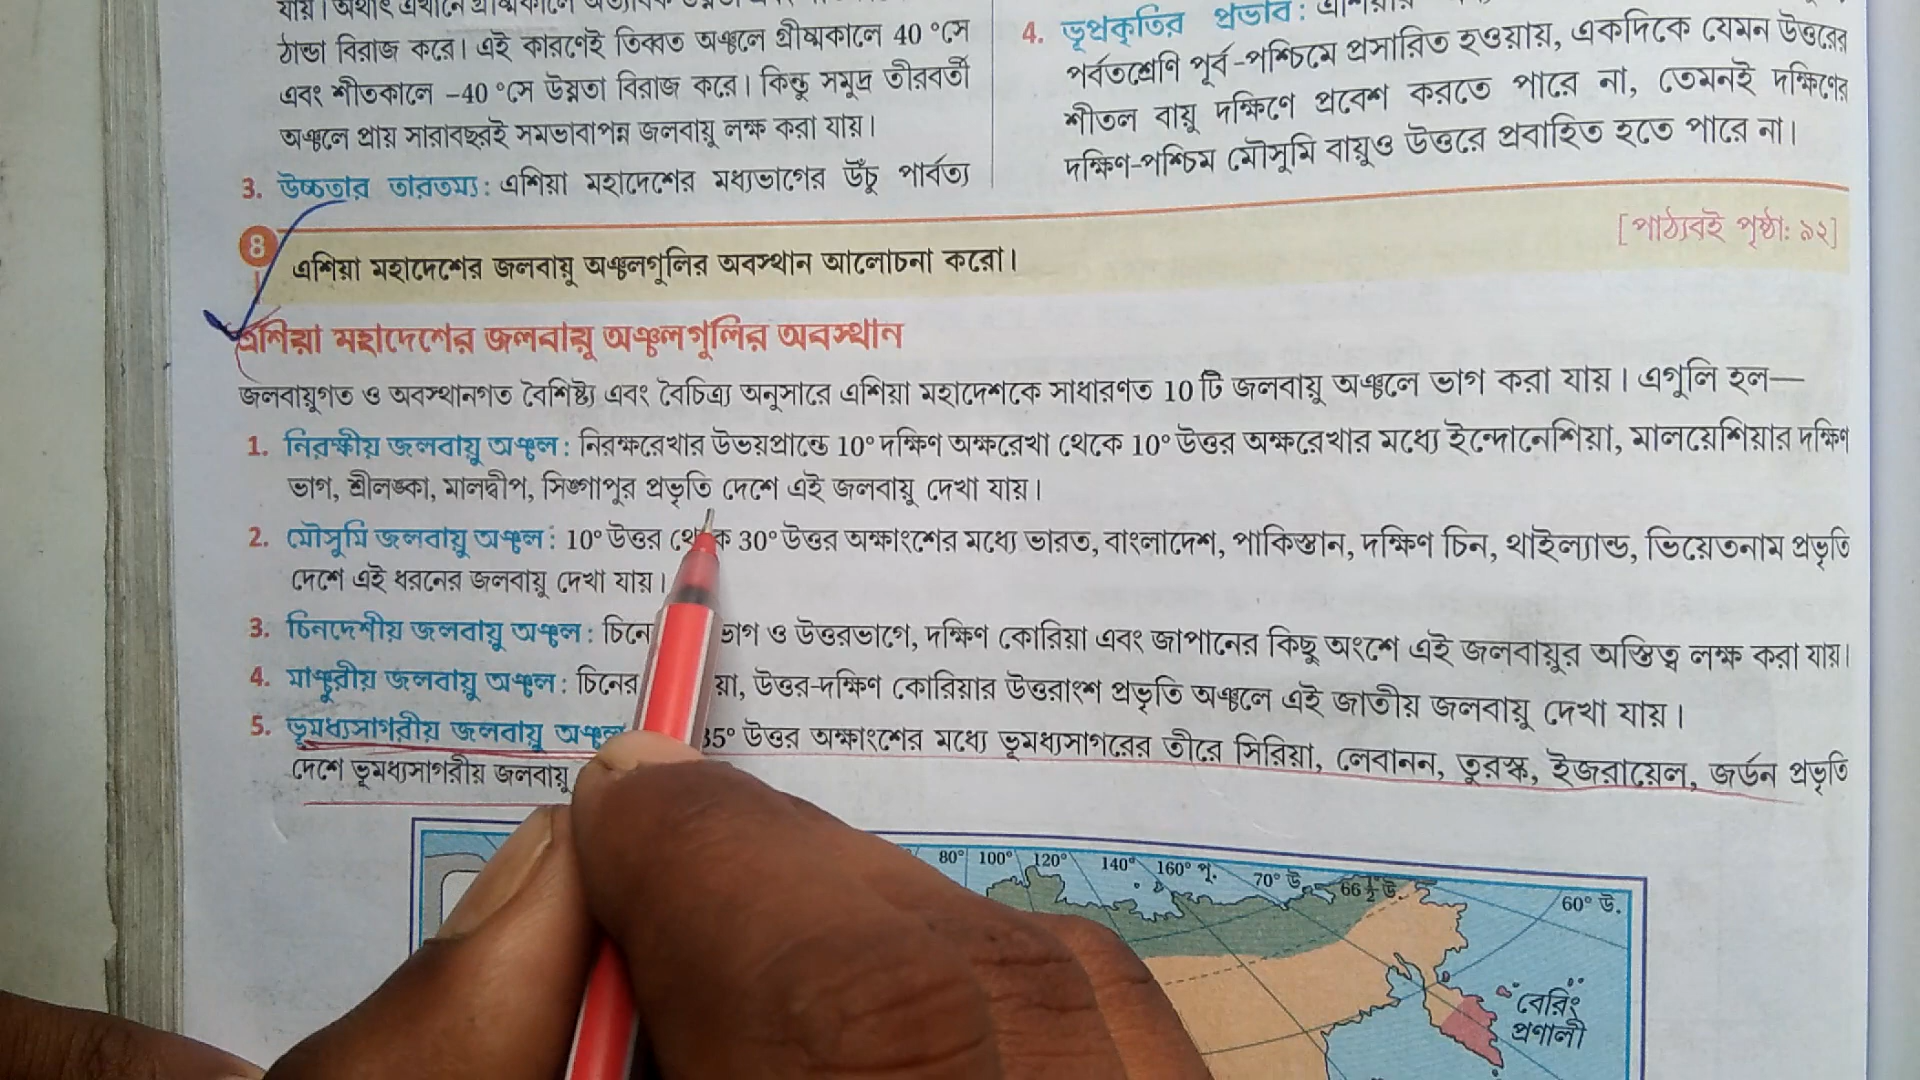 ঠান্ডা বিরাজ করে। এই কারণেই তিব্বত অঞ্চলে গ্রীষ্মকালে 40 °সে
এবং শীতকালে –40 °সে উষ্ণতা বিরাজ করে। কিন্তু সমুদ্র তীরবর্তী
অঞ্চলে প্রায় সারাবছরই সমভাবাপন্ন জলবায়ু লক্ষ করা যায়।
3. উচ্চতার তারতম্য: এশিয়া মহাদেশের মধ্যভাগের উঁচু পার্বত্য
4. ভূপ্রকৃতির প্রভাব: এশিয়ার
পর্বতশ্রেণি পূর্ব-পশ্চিমে প্রসারিত হওয়ায়, একদিকে যেমন উত্তরের
শীতল বায়ু দক্ষিণে প্রবেশ করতে পারে না, তেমনই দক্ষিণের
দক্ষিণ-পশ্চিম মৌসুমি বায়ুও উত্তরে প্রবাহিত হতে পারে না।
8 এশিয়া মহাদেশের জলবায়ু অঞ্চলগুলির অবস্থান আলোচনা করো।
[পাঠ্যবই পৃষ্ঠা: ৯২]
এশিয়া মহাদেশের জলবায়ু অঞ্চলগুলির অবস্থান
জলবায়ুগত ও অবস্থানগত বৈশিষ্ট্য এবং বৈচিত্র্য অনুসারে এশিয়া মহাদেশকে সাধারণত 10 টি জলবায়ু অঞ্চলে ভাগ করা যায়। এগুলি হল—
1. নিরক্ষীয় জলবায়ু অঞ্চল: নিরক্ষরেখার উভয়প্রান্তে 10° দক্ষিণ অক্ষরেখা থেকে 10° উত্তর অক্ষরেখার মধ্যে ইন্দোনেশিয়া, মালয়েশিয়ার দক্ষিণ
ভাগ, শ্রীলঙ্কা, মালদ্বীপ, সিঙ্গাপুর প্রভৃতি দেশে এই জলবায়ু দেখা যায়।
2. মৌসুমি জলবায়ু অঞ্চল: 10° উত্তর থেকে 30° উত্তর অক্ষাংশের মধ্যে ভারত, বাংলাদেশ, পাকিস্তান, দক্ষিণ চিন, থাইল্যান্ড, ভিয়েতনাম প্রভৃতি
দেশে এই ধরনের জলবায়ু দেখা যায়।
3. চিনদেশীয় জলবায়ু অঞ্চল: চিনে ভাগ ও উত্তরভাগে, দক্ষিণ কোরিয়া এবং জাপানের কিছু অংশে এই জলবায়ুর অস্তিত্ব লক্ষ করা যায়।
4. মাঞ্চুরীয় জলবায়ু অঞ্চল: চিনের য়া, উত্তর-দক্ষিণ কোরিয়ার উত্তরাংশ প্রভৃতি অঞ্চলে এই জাতীয় জলবায়ু দেখা যায়।
5. ভূমধ্যসাগরীয় জলবায়ু অঞ্চল 35° উত্তর অক্ষাংশের মধ্যে ভূমধ্যসাগরের তীরে সিরিয়া, লেবানন, তুরস্ক, ইজরায়েল, জর্ডন প্রভৃতি
দেশে ভূমধ্যসাগরীয় জলবায়ু
80° 100° 120° 140° 160° পূ. 70° উ. 66½° উ. 60° উ.
বেরিং
প্রণালী